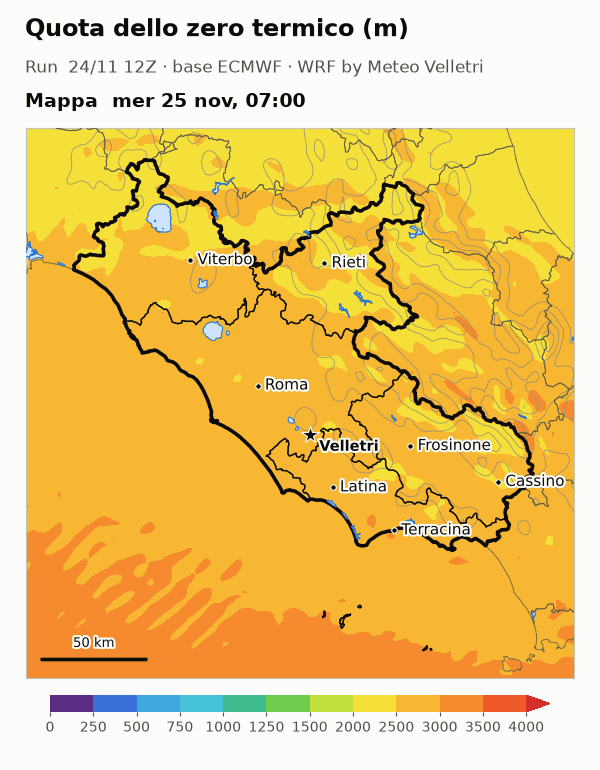 Quota dello zero termico (m)
Run 24/11 12Z · base ECMWF · WRF by Meteo Velletri
Mappa mer 25 nov, 07:00
Viterbo
Rieti
Roma
Velletri
Frosinone
Latina
Cassino
Terracina
50 km
0 250 500 750 1000 1250 1500 2000 2500 3000 3500 4000